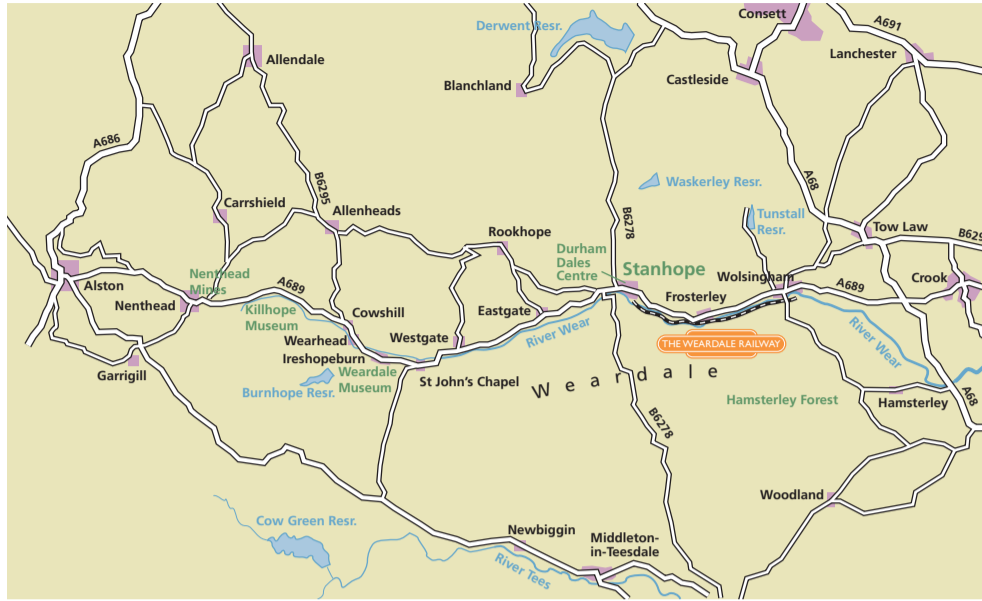 Consett
A691
Derwent Resr.
Lanchester
Allendale
Castleside
Blanchland
A686
B6295
A68
Waskerley Resr.
Carrshield
Allenheads
B6278
Tunstall
Resr.
Tow Law
B629
Rookhope
Durham
Dales
Centre
Stanhope
Nenthead
Mines
Wolsingham
Crook
Alston
A689
A689
Nenthead
Killhope
Museum
Cowshill
Eastgate
Frosterley
River Wear
River Wear
Wearhead
Westgate
THE WEARDALE RAILWAY
Ireshopeburn
Garrigill
Weardale
Museum
St John's Chapel
Weardale
Burnhope Resr.
Hamsterley Forest
Hamsterley
A68
B6278
Woodland
Cow Green Resr.
Newbiggin
Middleton-
in-Teesdale
River Tees